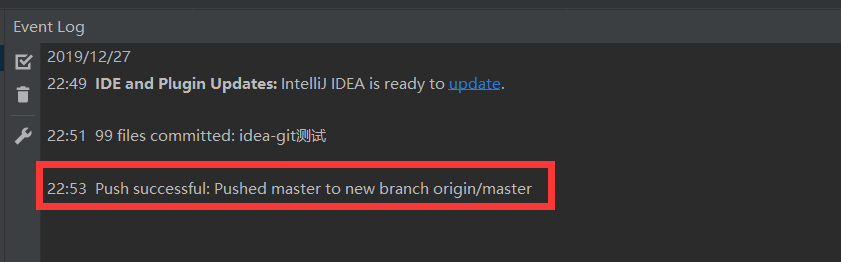 Event Log
2019/12/27
22:49 IDE and Plugin Updates: IntelliJ IDEA is ready to update.
22:51 99 files committed: idea-git测试
22:53 Push successful: Pushed master to new branch origin/master